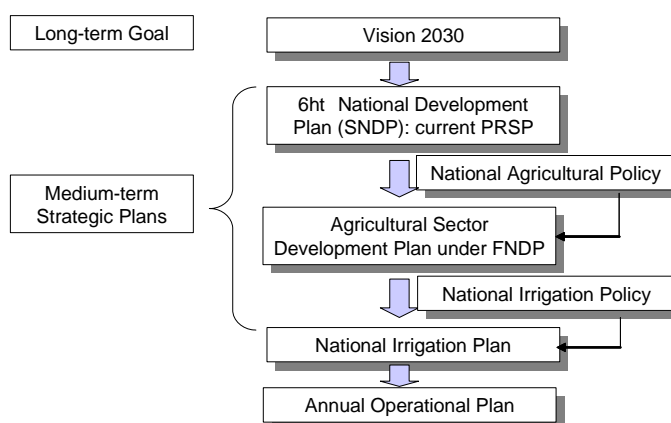 Long-term Goal
Vision 2030
6ht National Development
Plan (SNDP): current PRSP
National Agricultural Policy
Medium-term
Strategic Plans
Agricultural Sector
Development Plan under FNDP
National Irrigation Policy
National Irrigation Plan
Annual Operational Plan